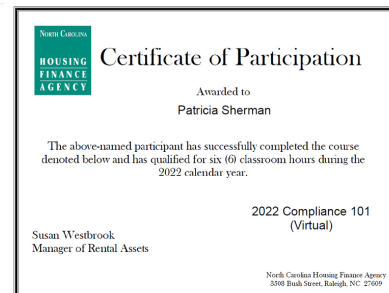 NORTH CAROLINA
HOUSING
FINANCE
AGENCY
Certificate of Participation
Awarded to
Patricia Sherman
The above-named participant has successfully completed the course
denoted below and has qualified for six (6) classroom hours during the
2022 calendar year.
2022 Compliance 101
(Virtual)
Susan Westbrook
Manager of Rental Assets
North Carolina Housing Finance Agency
3508 Bush Street, Raleigh, NC 27609